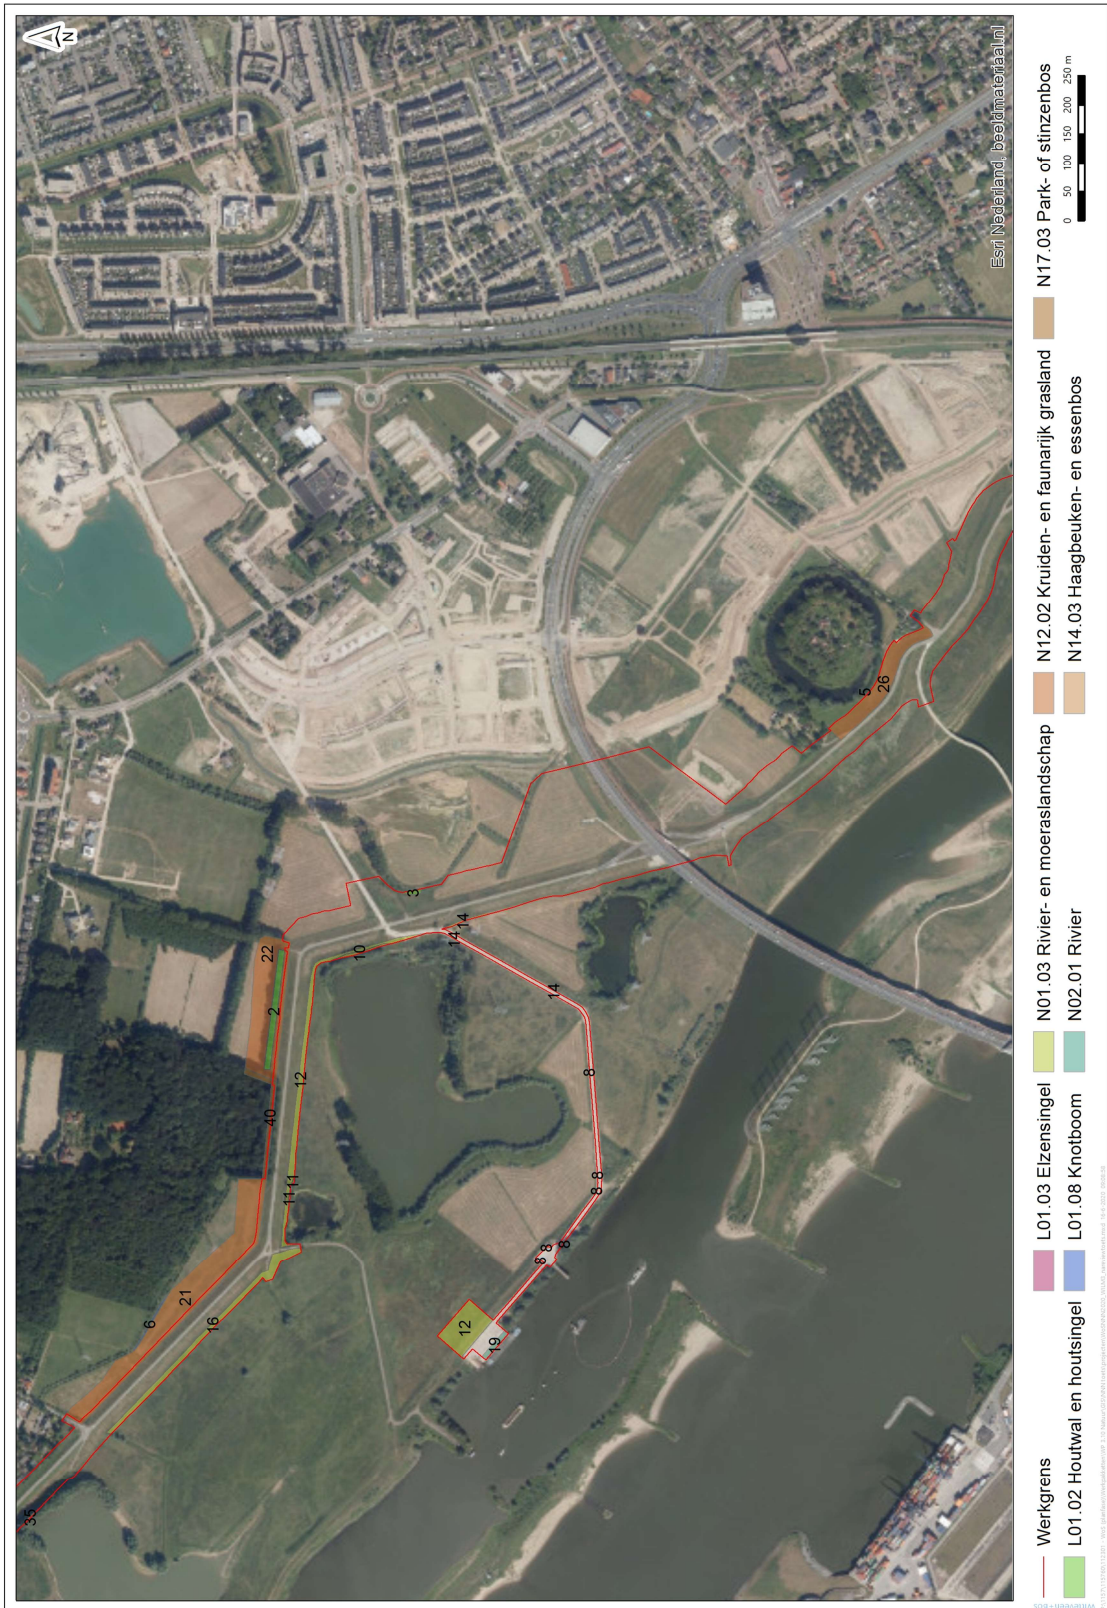 N
35
6
21
16
40
2
22
12
11
11
10
3
14
14
14
8
8
8
8
8
8
12
19
5
26
Esri Nederland, beeldmateriaal.nl
Werkgrens
L01.02 Houtwal en houtsingel
L01.03 Elzensingel
L01.08 Knotboom
N01.03 Rivier- en moeraslandschap
N02.01 Rivier
N12.02 Kruiden- en faunarijk grasland
N14.03 Haagbeuken- en essenbos
N17.03 Park- of stinzenbos
0 50 100 150 200 250 m